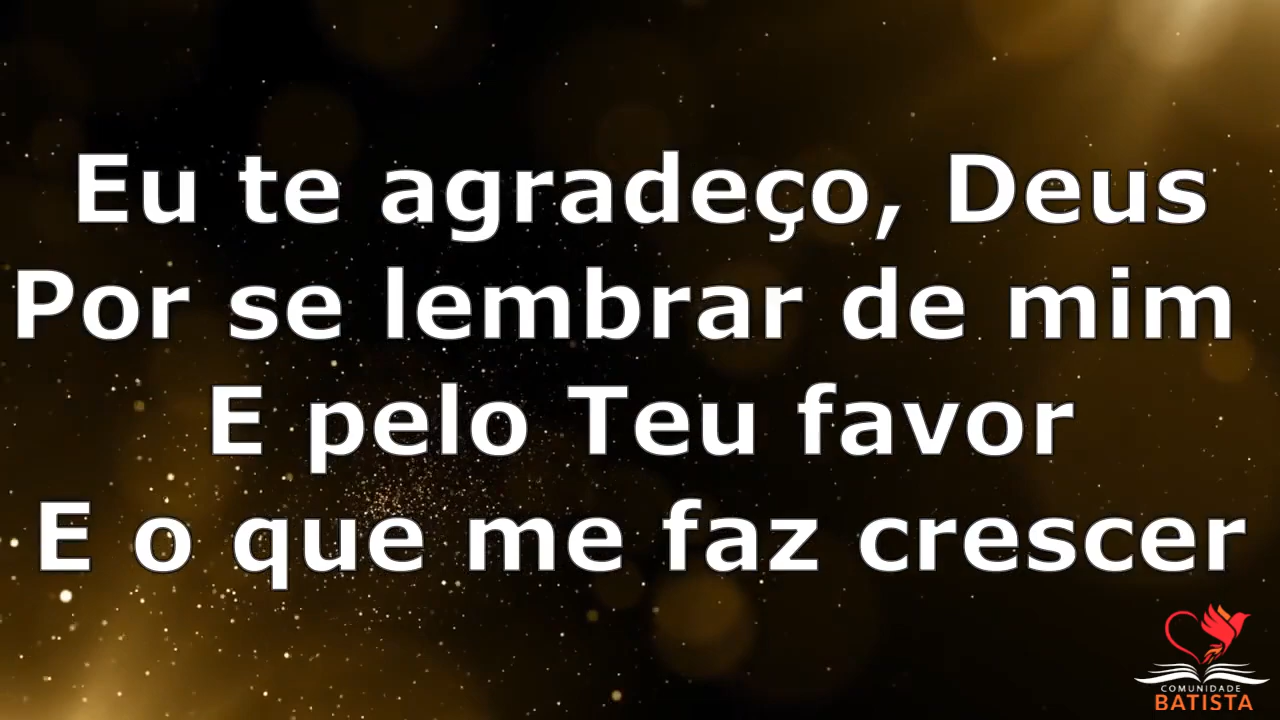 Eu te agradeço, Deus
Por se lembrar de mim
E pelo Teu favor
E o que me faz crescer
COMUNIDADE
BATISTA